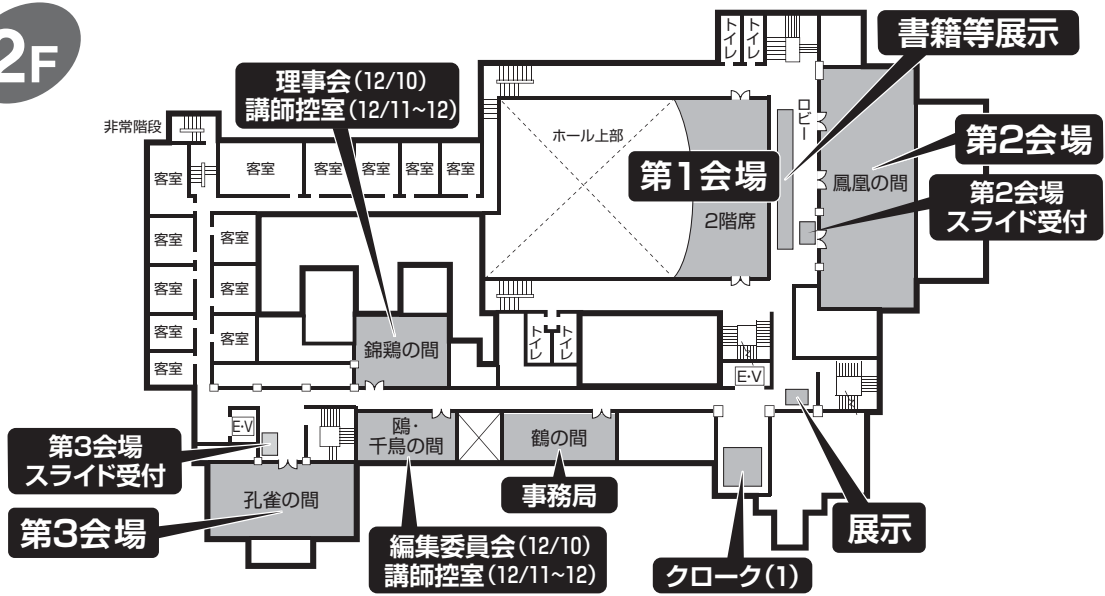 2F
トイレ
トイレ
書籍等展示
理事会(12/10)
講師控室(12/11~12)
非常階段
ロビー
ホール上部
客室
客室
客室
客室
客室
客室
第1会場
第2会場
鳳凰の間
第2会場
スライド受付
2階席
客室
客室
客室
客室
客室
客室
客室
錦鶏の間
トイレ
トイレ
E・V
E・V
第3会場
スライド受付
鴎・
千鳥の間
鶴の間
事務局
孔雀の間
第3会場
編集委員会(12/10)
講師控室(12/11~12)
クローク(1)
展示